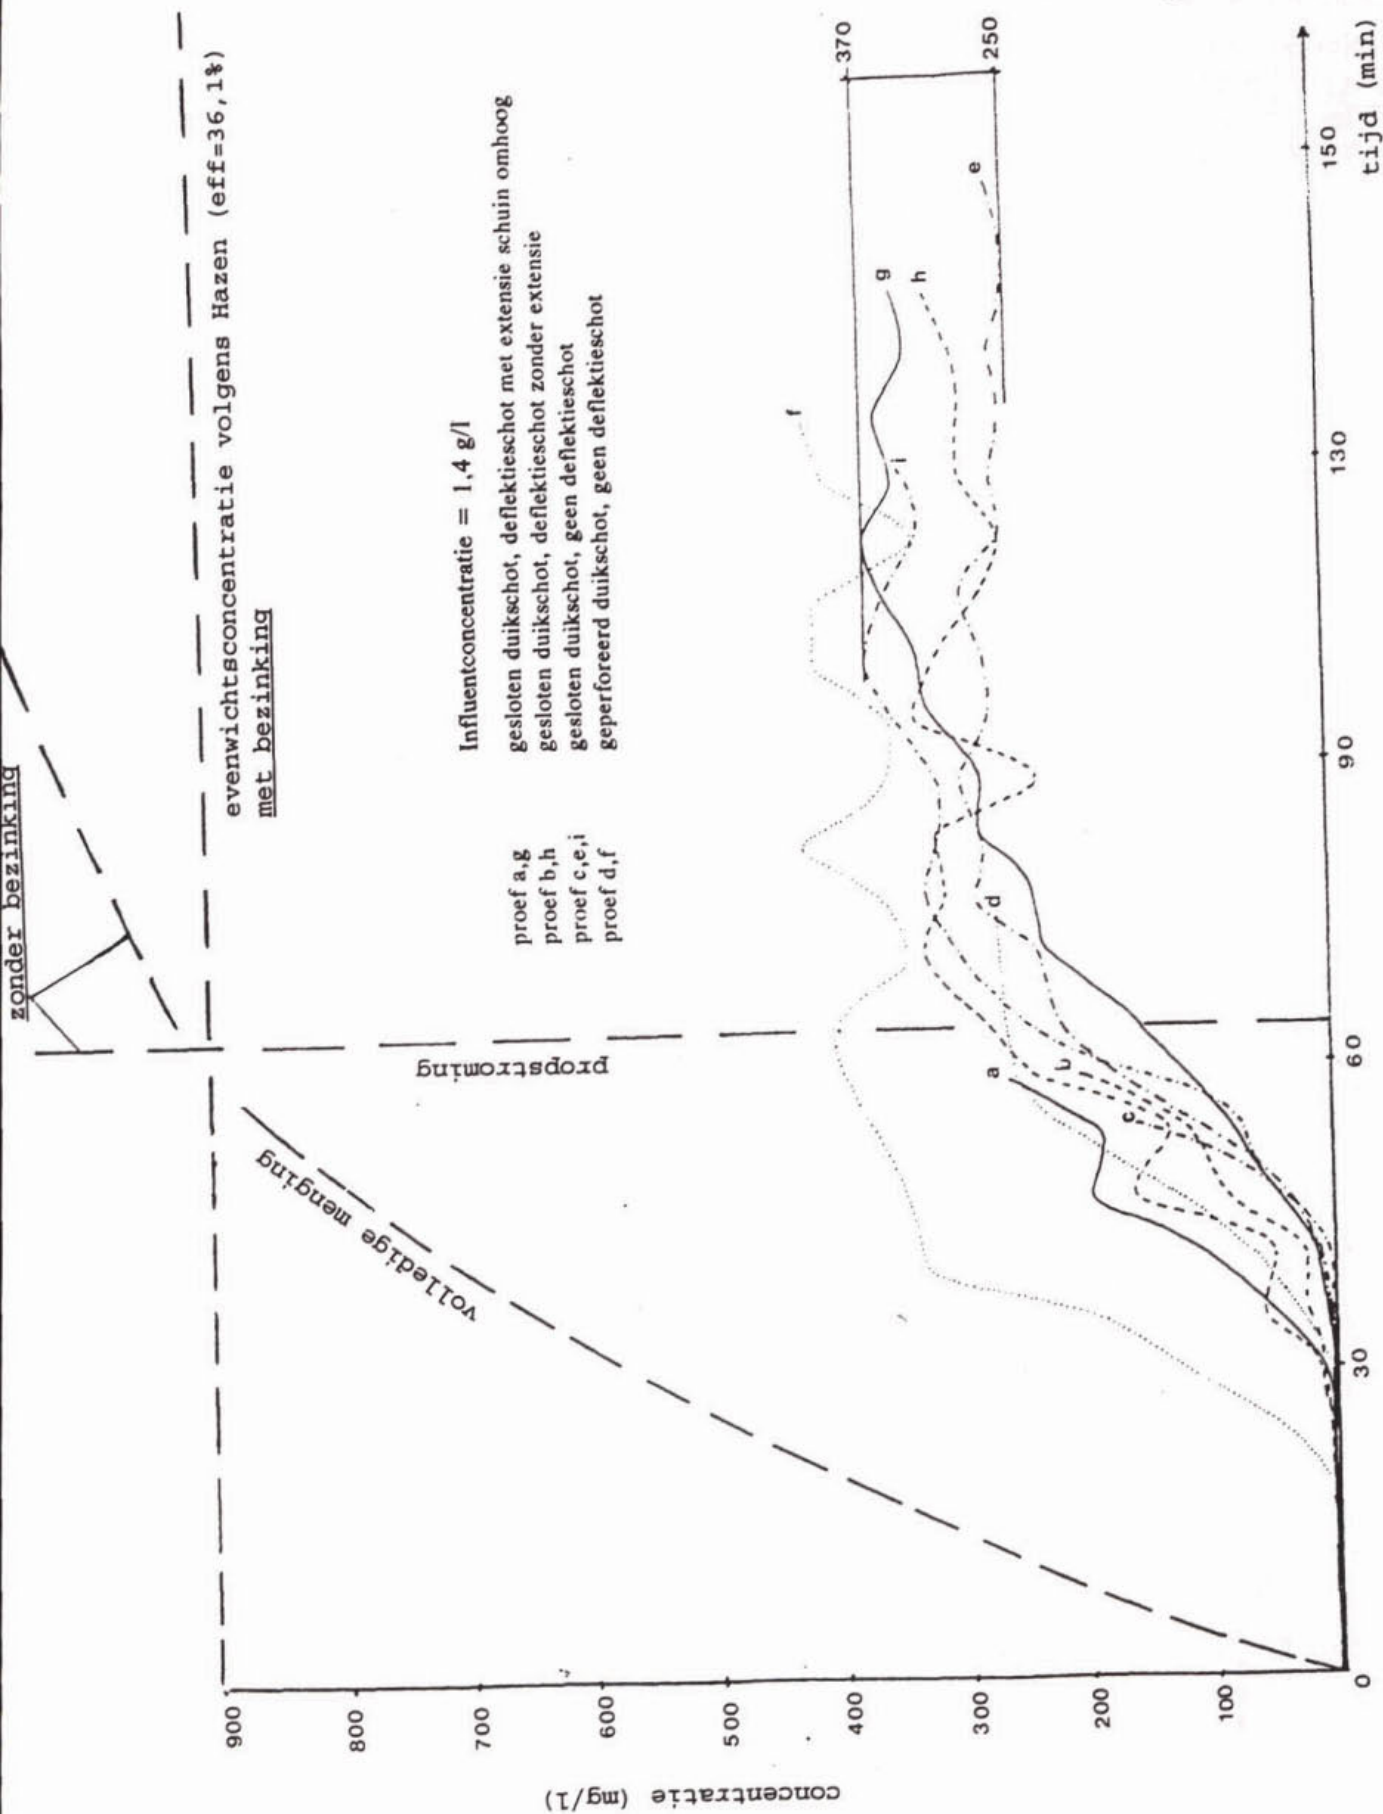 zonder bezinking
evenwichtsconcentratie volgens Hazen (eff=36,1%)
met bezinking
propstroming
volledige menging
Influentconcentratie = 1,4 g/l
proef a,g gesloten duikschot, deflektieschot met extensie schuin omhoog
proef b,h gesloten duikschot, deflektieschot zonder extensie
proef c,e,i gesloten duikschot, geen deflektieschot
proef d,f geperforeerd duikschot, geen deflektieschot
900
800
700
600
500
400
300
200
100
concentratie (mg/l)
0
30
60
90
130
150
tijd (min)
370
250
a
b
c
d
e
f
g
h
i